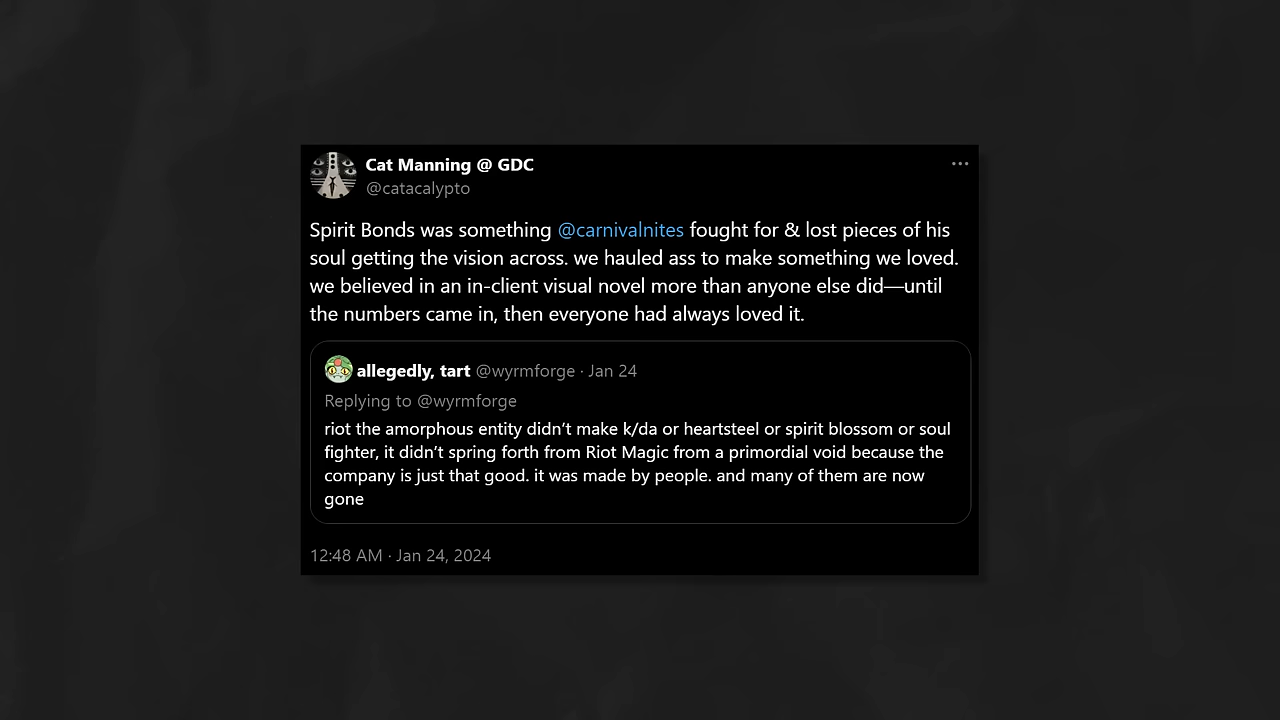 Cat Manning @ GDC
@catacalypto
Spirit Bonds was something @carnivalnites fought for & lost pieces of his
soul getting the vision across. we hauled ass to make something we loved.
we believed in an in-client visual novel more than anyone else did—until
the numbers came in, then everyone had always loved it.
allegedly, tart @wyrmforge · Jan 24
Replying to @wyrmforge
riot the amorphous entity didn’t make k/da or heartsteel or spirit blossom or soul
fighter, it didn’t spring forth from Riot Magic from a primordial void because the
company is just that good. it was made by people. and many of them are now
gone
12:48 AM · Jan 24, 2024